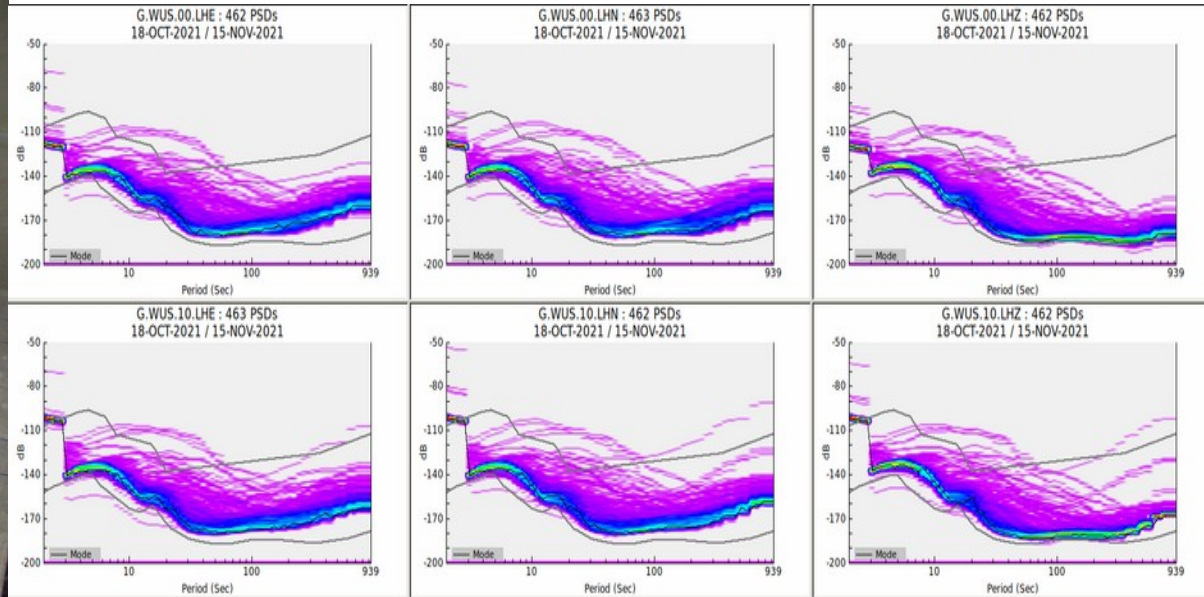 G.WUS.00.LHE : 462 PSDs
18-OCT-2021 / 15-NOV-2021
-50
-80
-110
-140
-170
-200
dB
Mode
10
100
939
Period (Sec)
G.WUS.00.LHN : 463 PSDs
18-OCT-2021 / 15-NOV-2021
-50
-80
-110
-140
-170
-200
dB
Mode
10
100
939
Period (Sec)
G.WUS.00.LHZ : 462 PSDs
18-OCT-2021 / 15-NOV-2021
-50
-80
-110
-140
-170
-200
dB
Mode
10
100
939
Period (Sec)
G.WUS.10.LHE : 463 PSDs
18-OCT-2021 / 15-NOV-2021
-50
-80
-110
-140
-170
-200
dB
Mode
10
100
939
Period (Sec)
G.WUS.10.LHN : 462 PSDs
18-OCT-2021 / 15-NOV-2021
-50
-80
-110
-140
-170
-200
dB
Mode
10
100
939
Period (Sec)
G.WUS.10.LHZ : 462 PSDs
18-OCT-2021 / 15-NOV-2021
-50
-80
-110
-140
-170
-200
dB
Mode
10
100
939
Period (Sec)